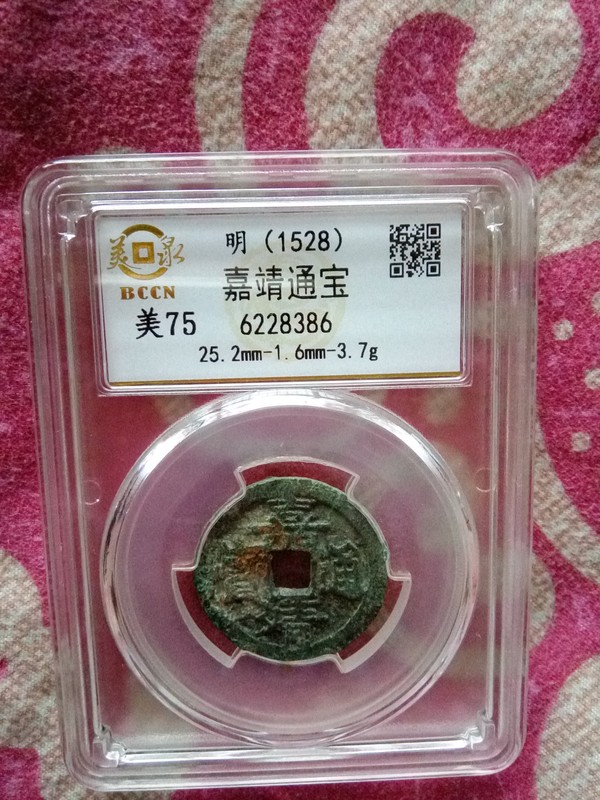 美泉
BCCN
明（1528）
嘉靖通宝
美75 6228386
25.2mm-1.6mm-3.7g
嘉
靖
通